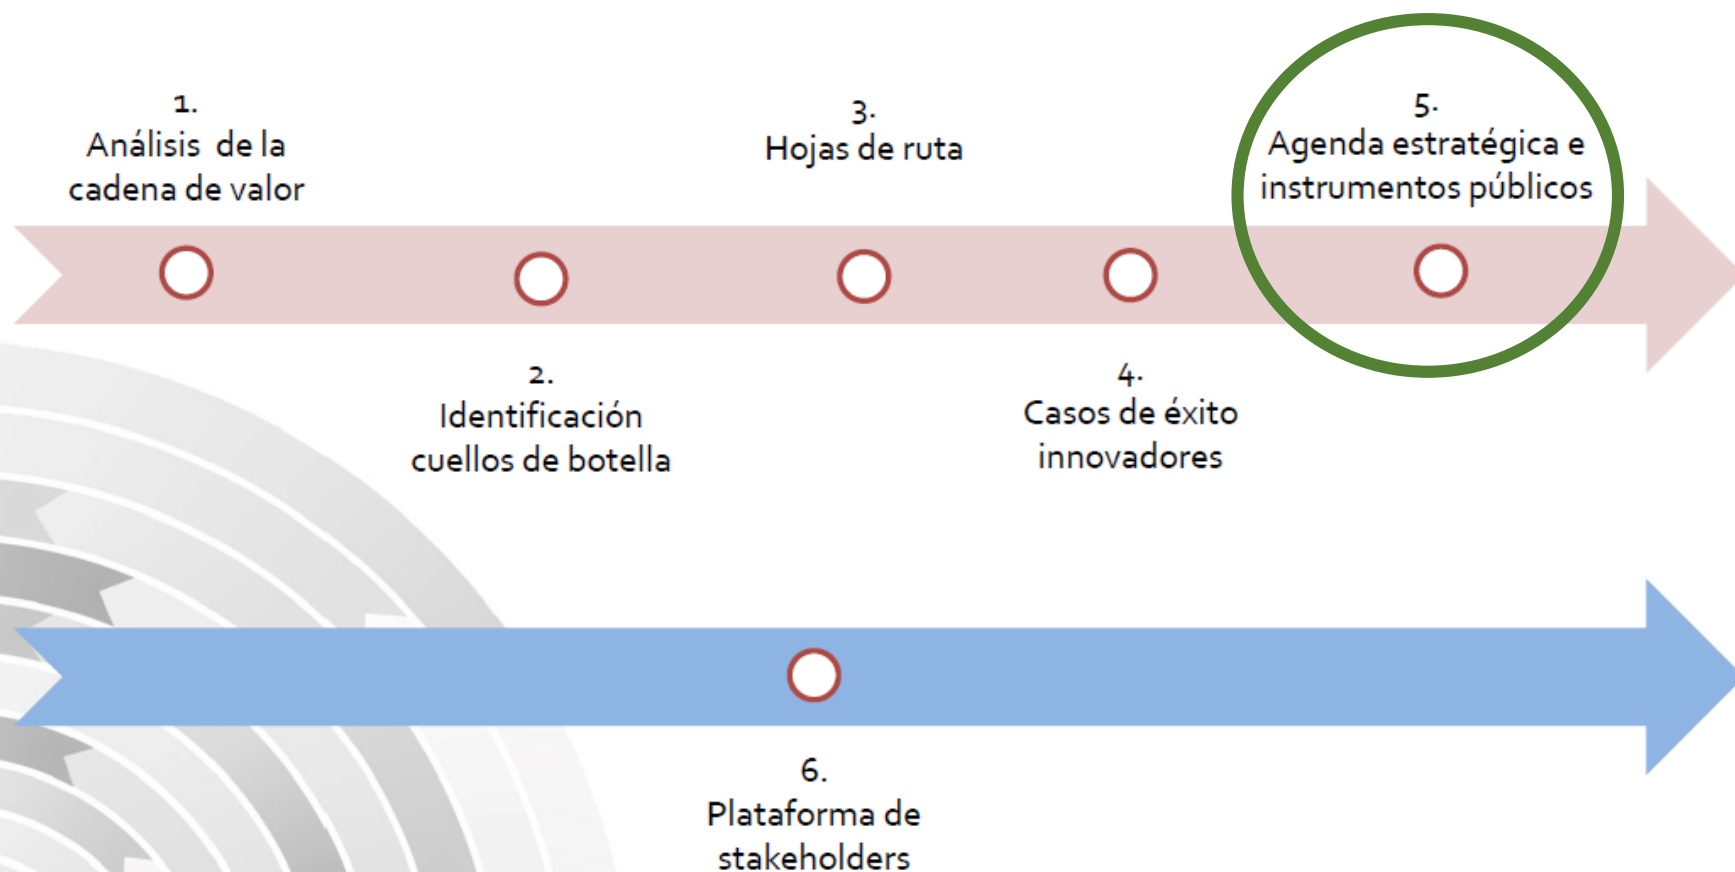 1.
Análisis de la
cadena de valor
2.
Identificación
cuellos de botella
3.
Hojas de ruta
4.
Casos de éxito
innovadores
5.
Agenda estratégica e
instrumentos públicos
6.
Plataforma de
stakeholders